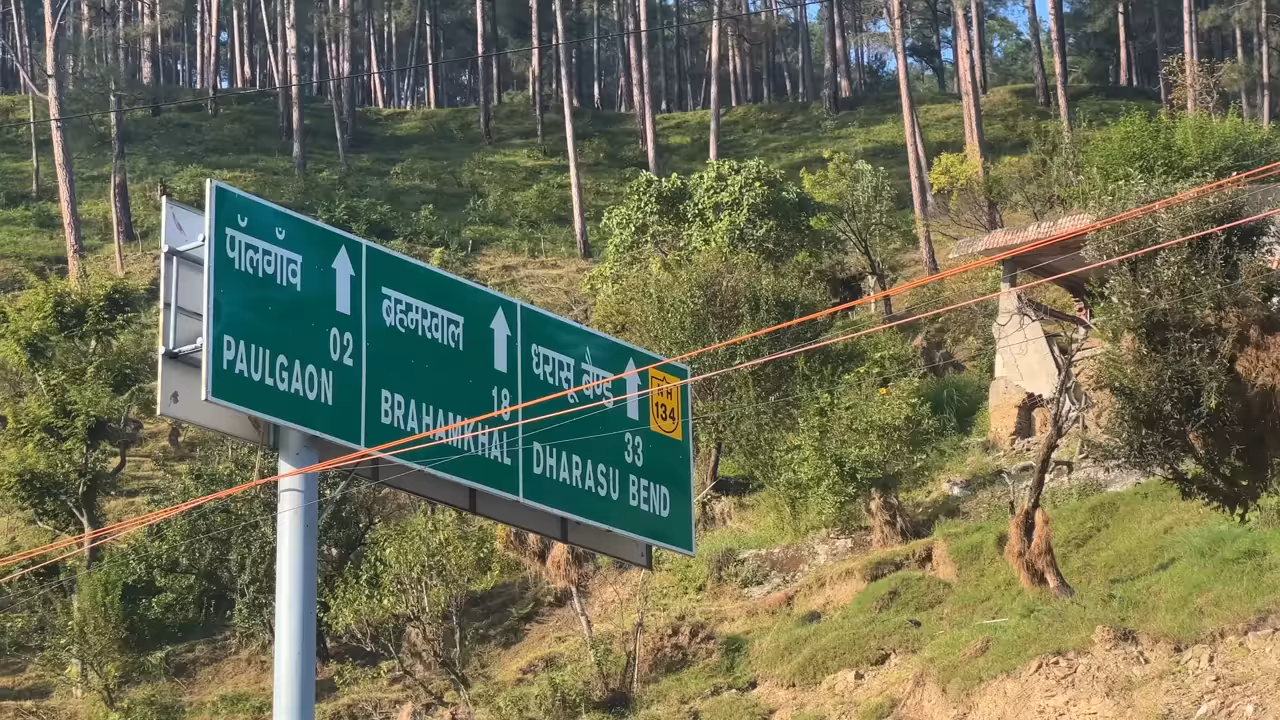 पॉलगाँव
02
PAULGAON
ब्रहमखाल
18
BRAHAMKHAL
धरासू बैण्ड
NH
134
33
DHARASU BEND